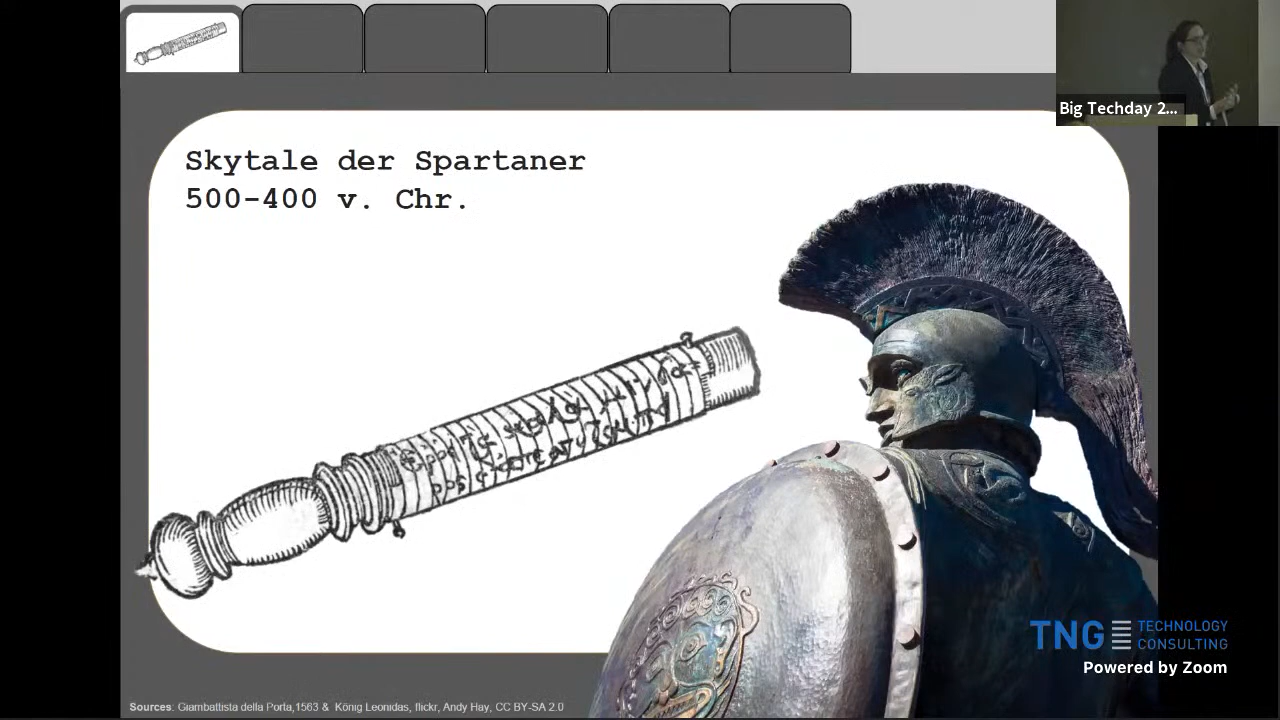 Big Techday 2...
Skytale der Spartaner
500-400 v. Chr.
TNG TECHNOLOGY
CONSULTING
Powered by Zoom
Sources: Giambattista della Porta,1563 & König Leonidas, flickr, Andy Hay, CC BY-SA 2.0